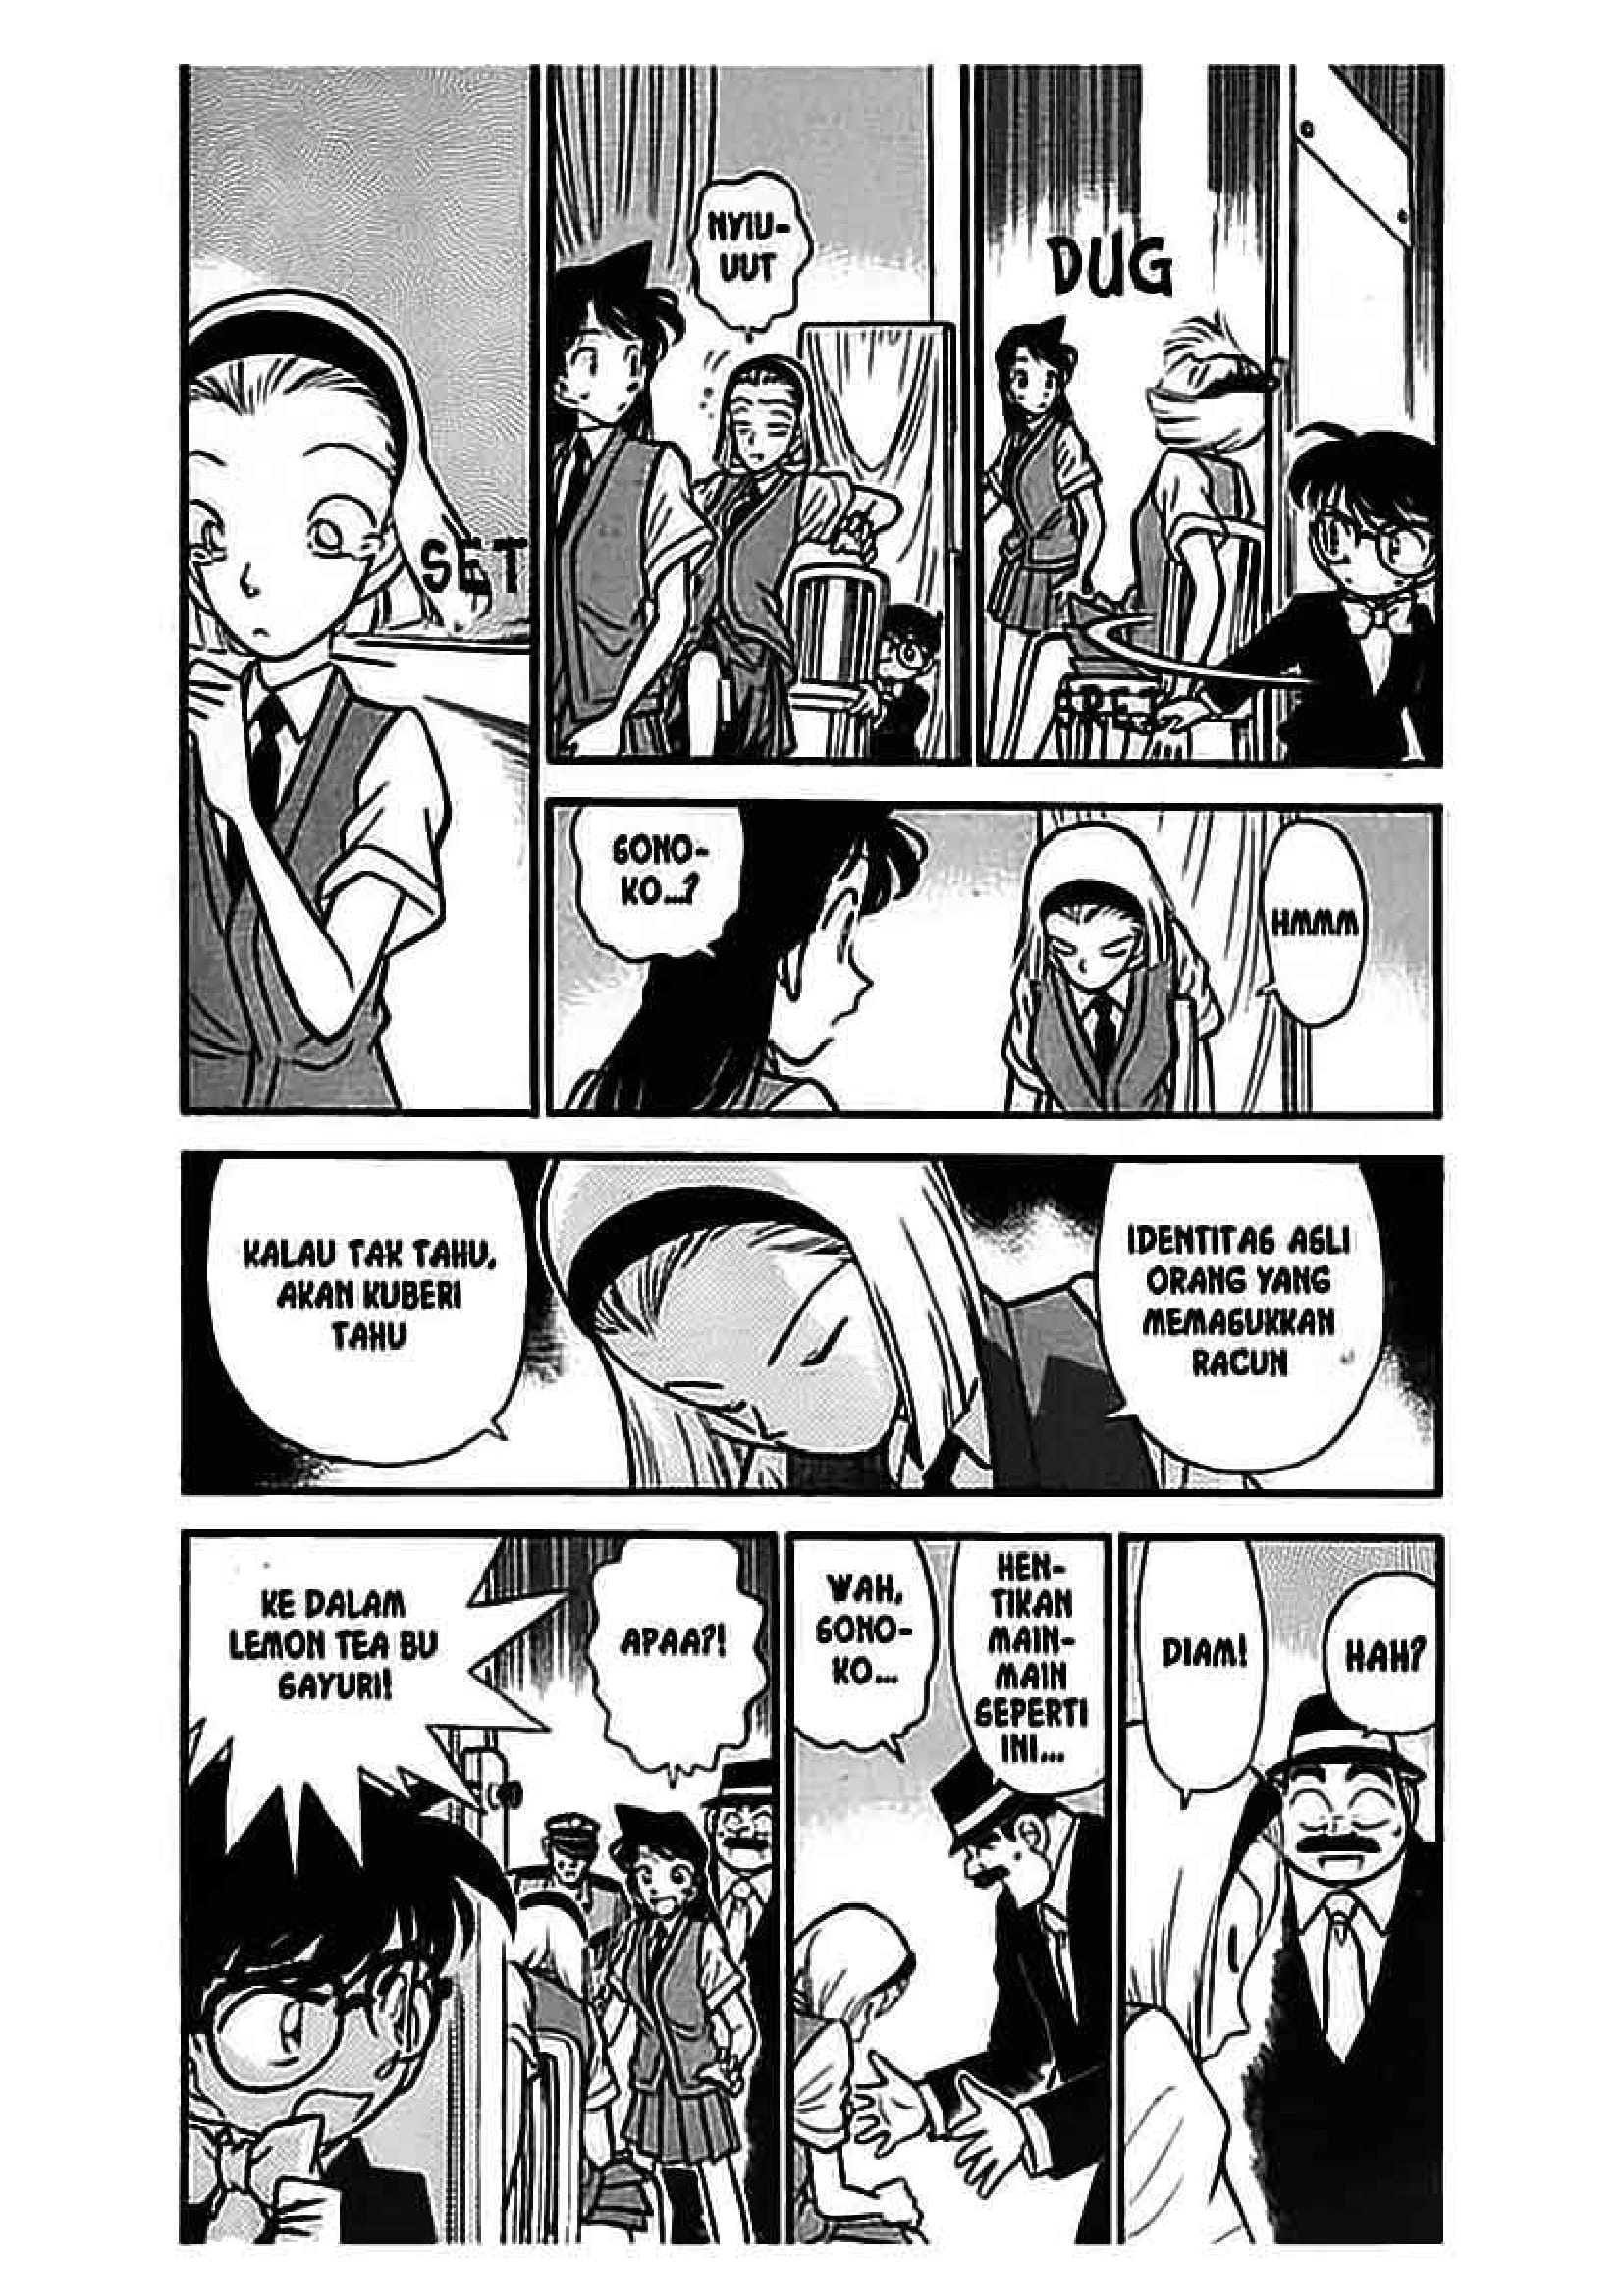 SET
NYIU-
UUT
DUG
SRET
SONO-
KO...?
HMMM
KALAU TAK TAHU,
AKAN KUBERI
TAHU
IDENTITAS ASLI
ORANG YANG
MEMASUKKAN
RACUN
KE DALAM
LEMON TEA BU
SAYURI!
APAA?!
WAH,
SONO-
KO...
HEN-
TIKAN
MAIN-
MAIN
SEPERTI
INI...
DIAM!
HAH?